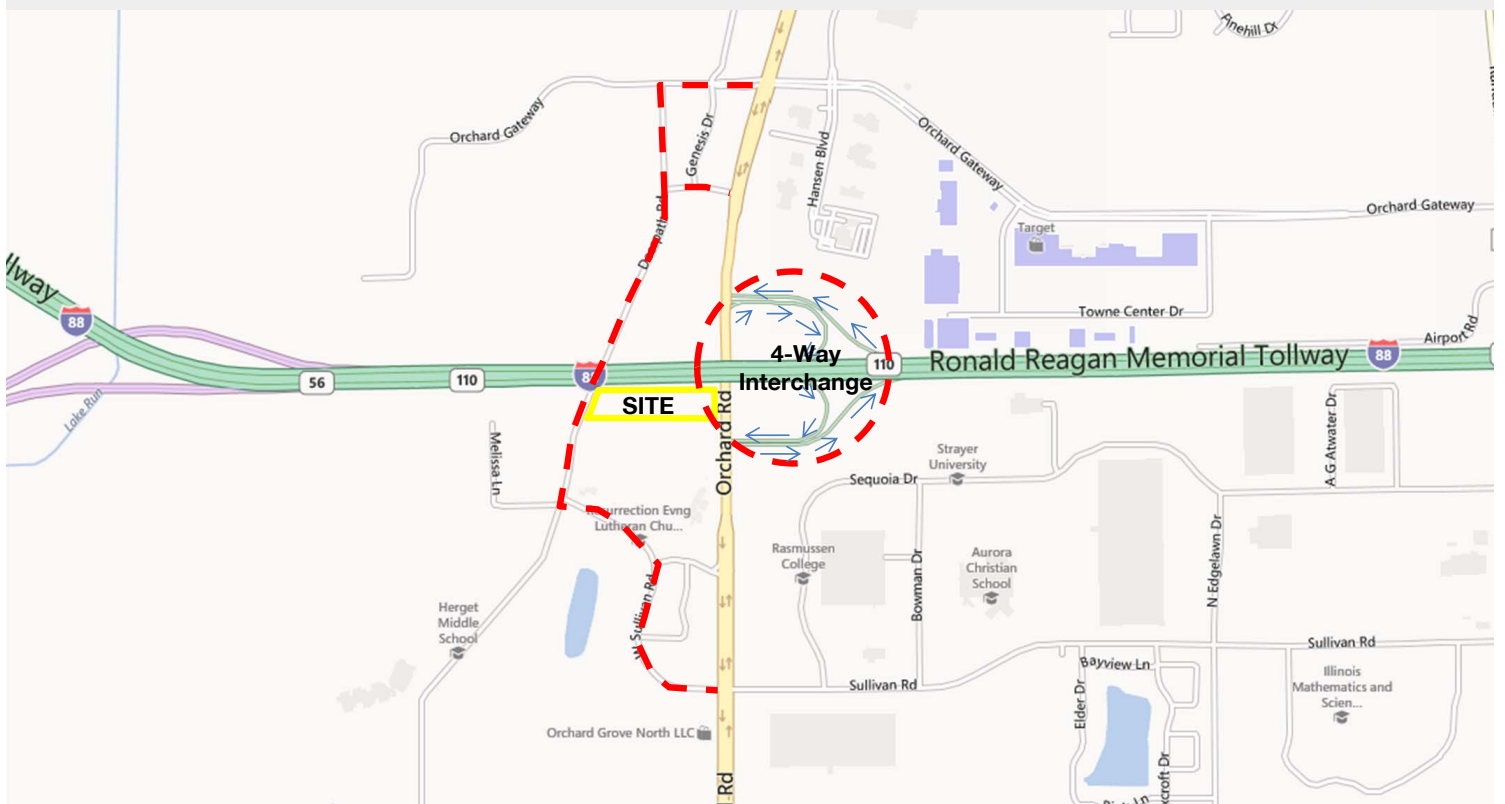 Pinehill Dr
Orchard Gateway
Genesis Dr
Hansen Blvd
Orchard Gateway
Orchard Gateway
Target
Towne Center Dr
Airport Rd
88
llway
88
56
110
88
4-Way
Interchange
110
Ronald Reagan Memorial Tollway
SITE
Orchard Rd
Lake Run
Melissa Ln
A G Atwater Dr
Strayer
University
Sequoia Dr
Lutheran Chu...
Rasmussen
College
Bowman Dr
Aurora
Christian
School
N Edgelawn Dr
W Sullivan Rd
Herget
Middle
School
Sullivan Rd
Bayview Ln
Sullivan Rd
Illinois
Mathematics and
Scien...
Elder Dr
Orchard Grove North LLC
Rd
xcroft Dr